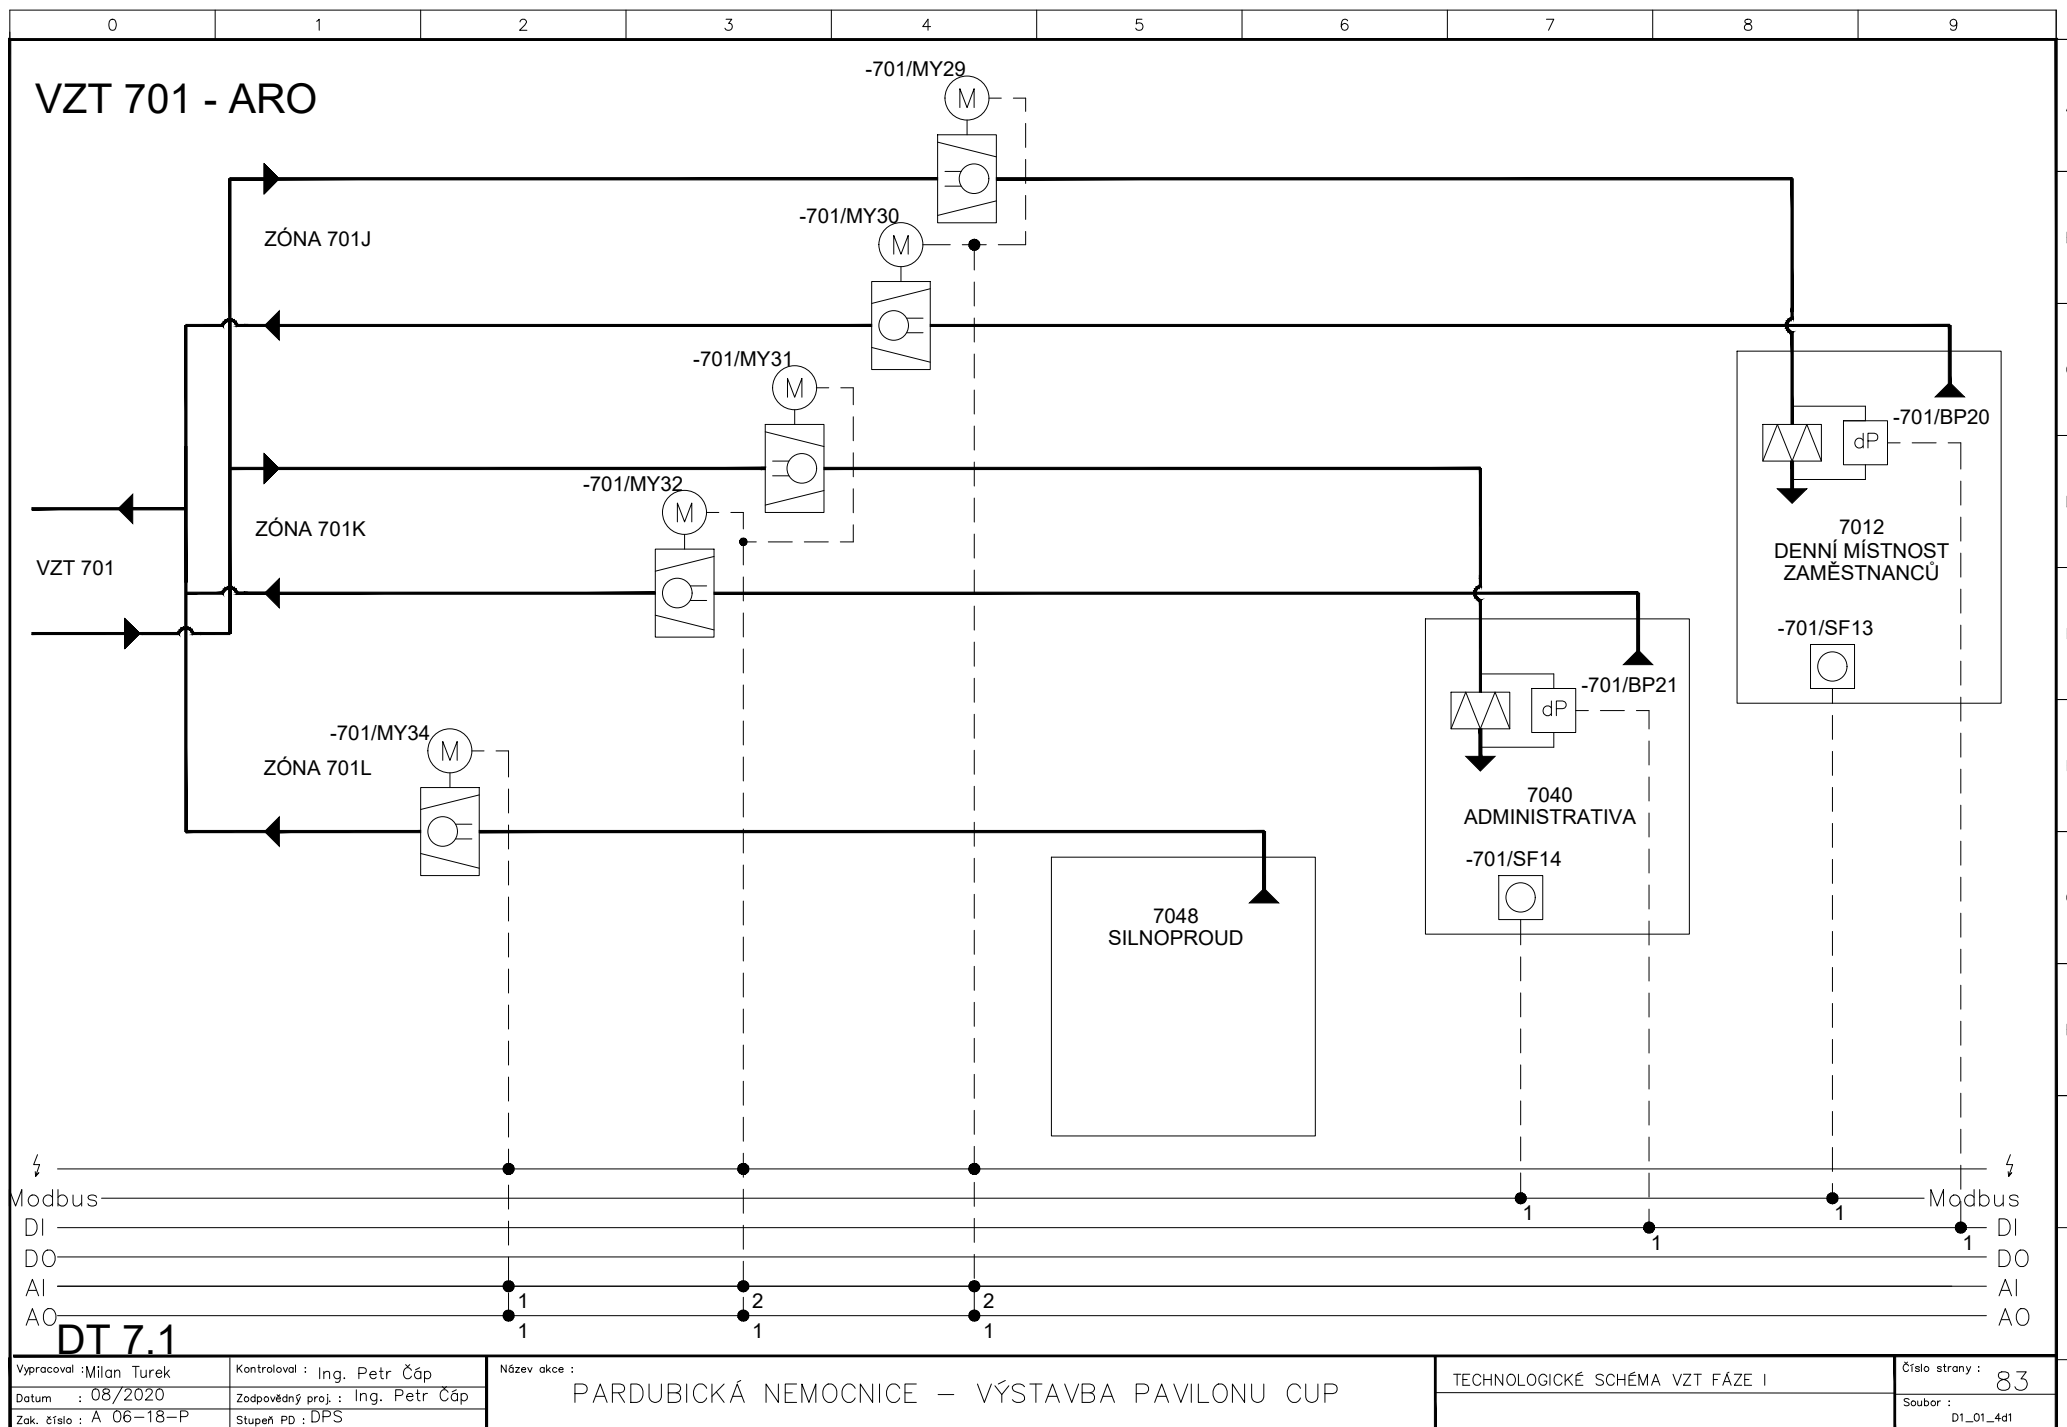 0 1 2 3 4 5 6 7 8 9
VZT 701 - ARO
-701/MY29
M
-701/MY30
M
ZÓNA 701J
-701/MY31
M
-701/BP20
dP
-701/MY32
M
ZÓNA 701K
VZT 701
7012
DENNÍ MÍSTNOST
ZAMĚSTNANCŮ
-701/SF13
-701/BP21
dP
-701/MY34
M
ZÓNA 701L
7040
ADMINISTRATIVA
-701/SF14
7048
SILNOPROUD
Modbus Modbus
1 1
DI DI
1 1
DO DO
AI AI
1 2 2
AO AO
1 1 1
DT 7.1
Vypracoval : Milan Turek
Datum : 08/2020
Zak. číslo : A 06-18-P
Kontroloval : Ing. Petr Čáp
Zodpovědný proj. : Ing. Petr Čáp
Stupeň PD : DPS
Název akce :
PARDUBICKÁ NEMOCNICE - VÝSTAVBA PAVILONU CUP
TECHNOLOGICKÉ SCHÉMA VZT FÁZE I
Číslo strany : 83
Soubor :
D1_01_4d1